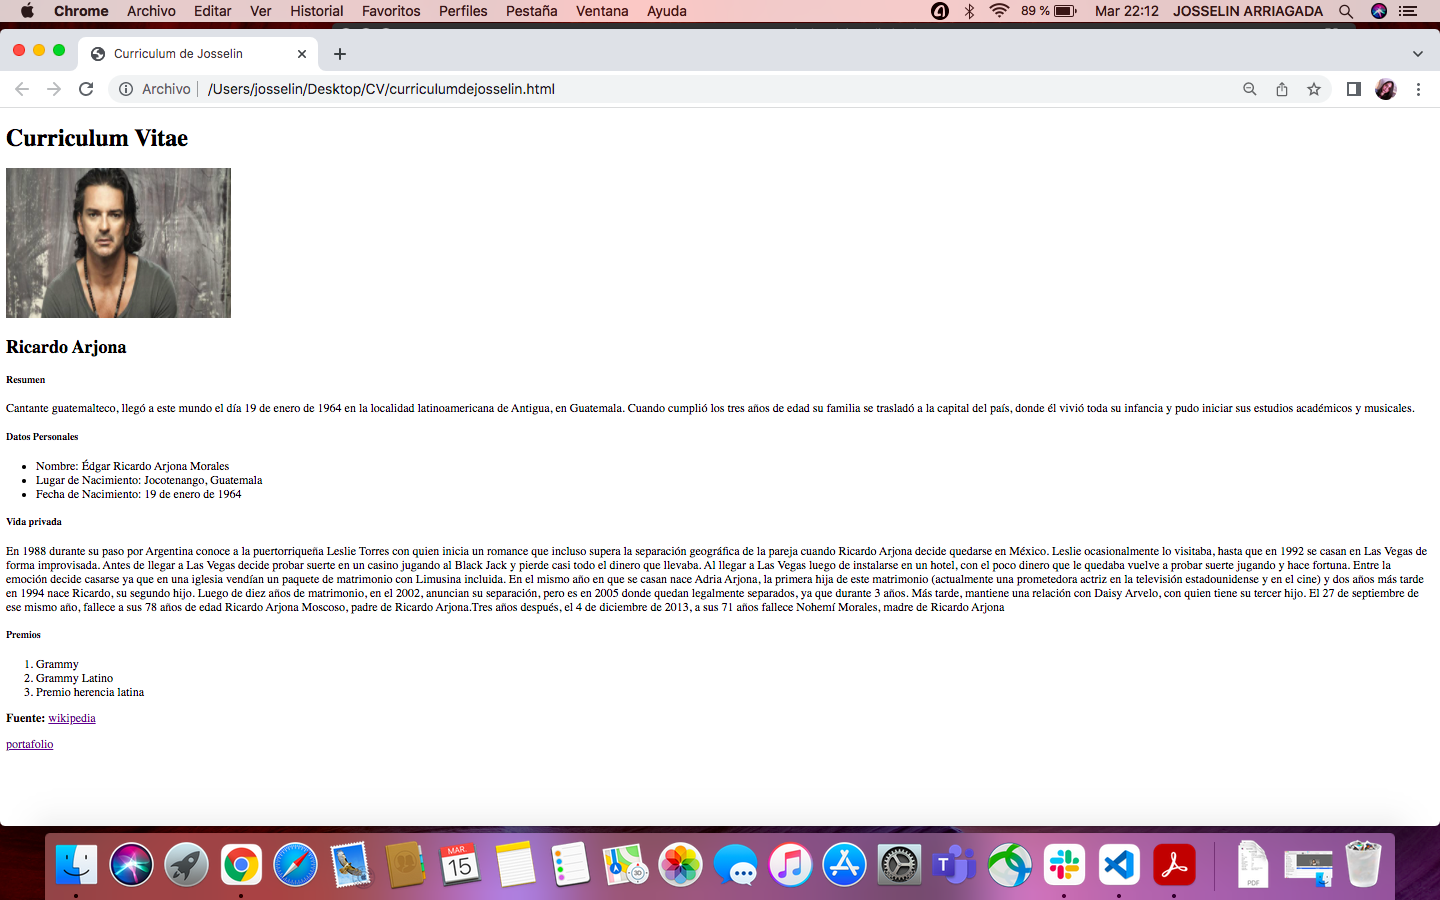 Chrome Archivo Editar Ver Historial Favoritos Perfiles Pestaña Ventana Ayuda 89 % Mar 22:12 JOSSELIN ARRIAGADA
Curriculum de Josselin
Archivo /Users/josselin/Desktop/CV/curriculumdejosselin.html
Curriculum Vitae
Ricardo Arjona
Resumen
Cantante guatemalteco, llegó a este mundo el día 19 de enero de 1964 en la localidad latinoamericana de Antigua, en Guatemala. Cuando cumplió los tres años de edad su familia se trasladó a la capital del país, donde él vivió toda su infancia y pudo iniciar sus estudios académicos y musicales.
Datos Personales
• Nombre: Édgar Ricardo Arjona Morales
• Lugar de Nacimiento: Jocotenango, Guatemala
• Fecha de Nacimiento: 19 de enero de 1964
Vida privada
En 1988 durante su paso por Argentina conoce a la puertorriqueña Leslie Torres con quien inicia un romance que incluso supera la separación geográfica de la pareja cuando Ricardo Arjona decide quedarse en México. Leslie ocasionalmente lo visitaba, hasta que en 1992 se casan en Las Vegas de
forma improvisada. Antes de llegar a Las Vegas decide probar suerte en un casino jugando al Black Jack y pierde casi todo el dinero que llevaba. Al llegar a Las Vegas luego de instalarse en un hotel, con el poco dinero que le quedaba vuelve a probar suerte jugando y hace fortuna. Entre la
emoción decide casarse ya que en una iglesia vendían un paquete de matrimonio con Limusina incluida. En el mismo año en que se casan nace Adria Arjona, la primera hija de este matrimonio (actualmente una prometedora actriz en la televisión estadounidense y en el cine) y dos años más tarde
en 1994 nace Ricardo, su segundo hijo. Luego de diez años de matrimonio, en el 2002, anuncian su separación, pero es en 2005 donde quedan legalmente separados, ya que durante 3 años. Más tarde, mantiene una relación con Daisy Arvelo, con quien tiene su tercer hijo. El 27 de septiembre de
ese mismo año, fallece a sus 78 años de edad Ricardo Arjona Moscoso, padre de Ricardo Arjona.Tres años después, el 4 de diciembre de 2013, a sus 71 años fallece Nohemí Morales, madre de Ricardo Arjona
Premios
1. Grammy
2. Grammy Latino
3. Premio herencia latina
Fuente: wikipedia
portafolio
MAR.
15
3D
PDF